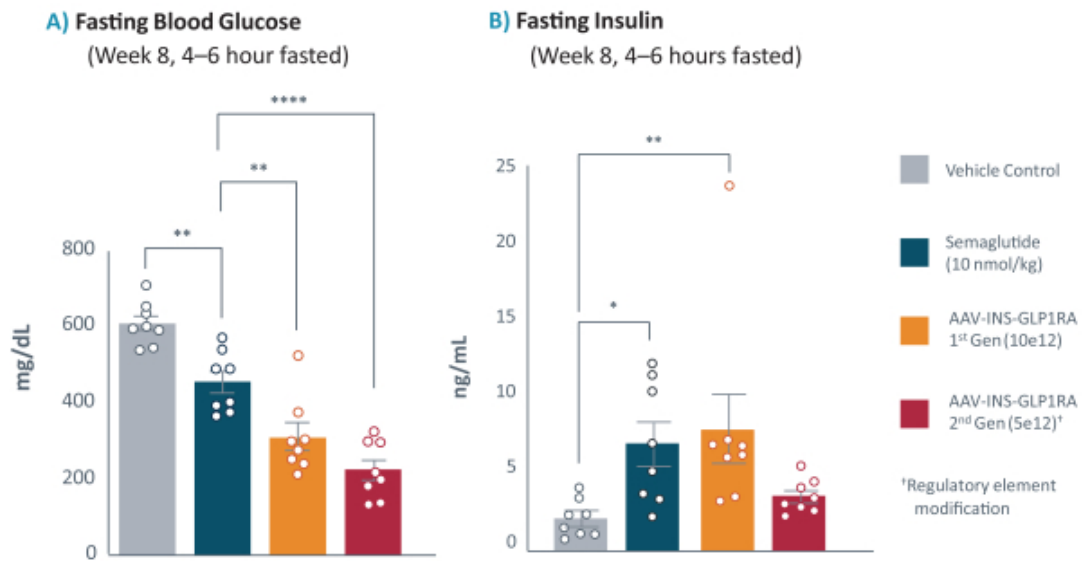 A) Fasting Blood Glucose
(Week 8, 4–6 hour fasted)
****
**
**
800
600
400
200
0
mg/dL
B) Fasting Insulin
(Week 8, 4–6 hours fasted)
**
*
25
20
15
10
5
0
ng/mL
Vehicle Control
Semaglutide
(10 nmol/kg)
AAV-INS-GLP1RA
1st Gen (10e12)
AAV-INS-GLP1RA
2nd Gen (5e12)†
†Regulatory element
modification